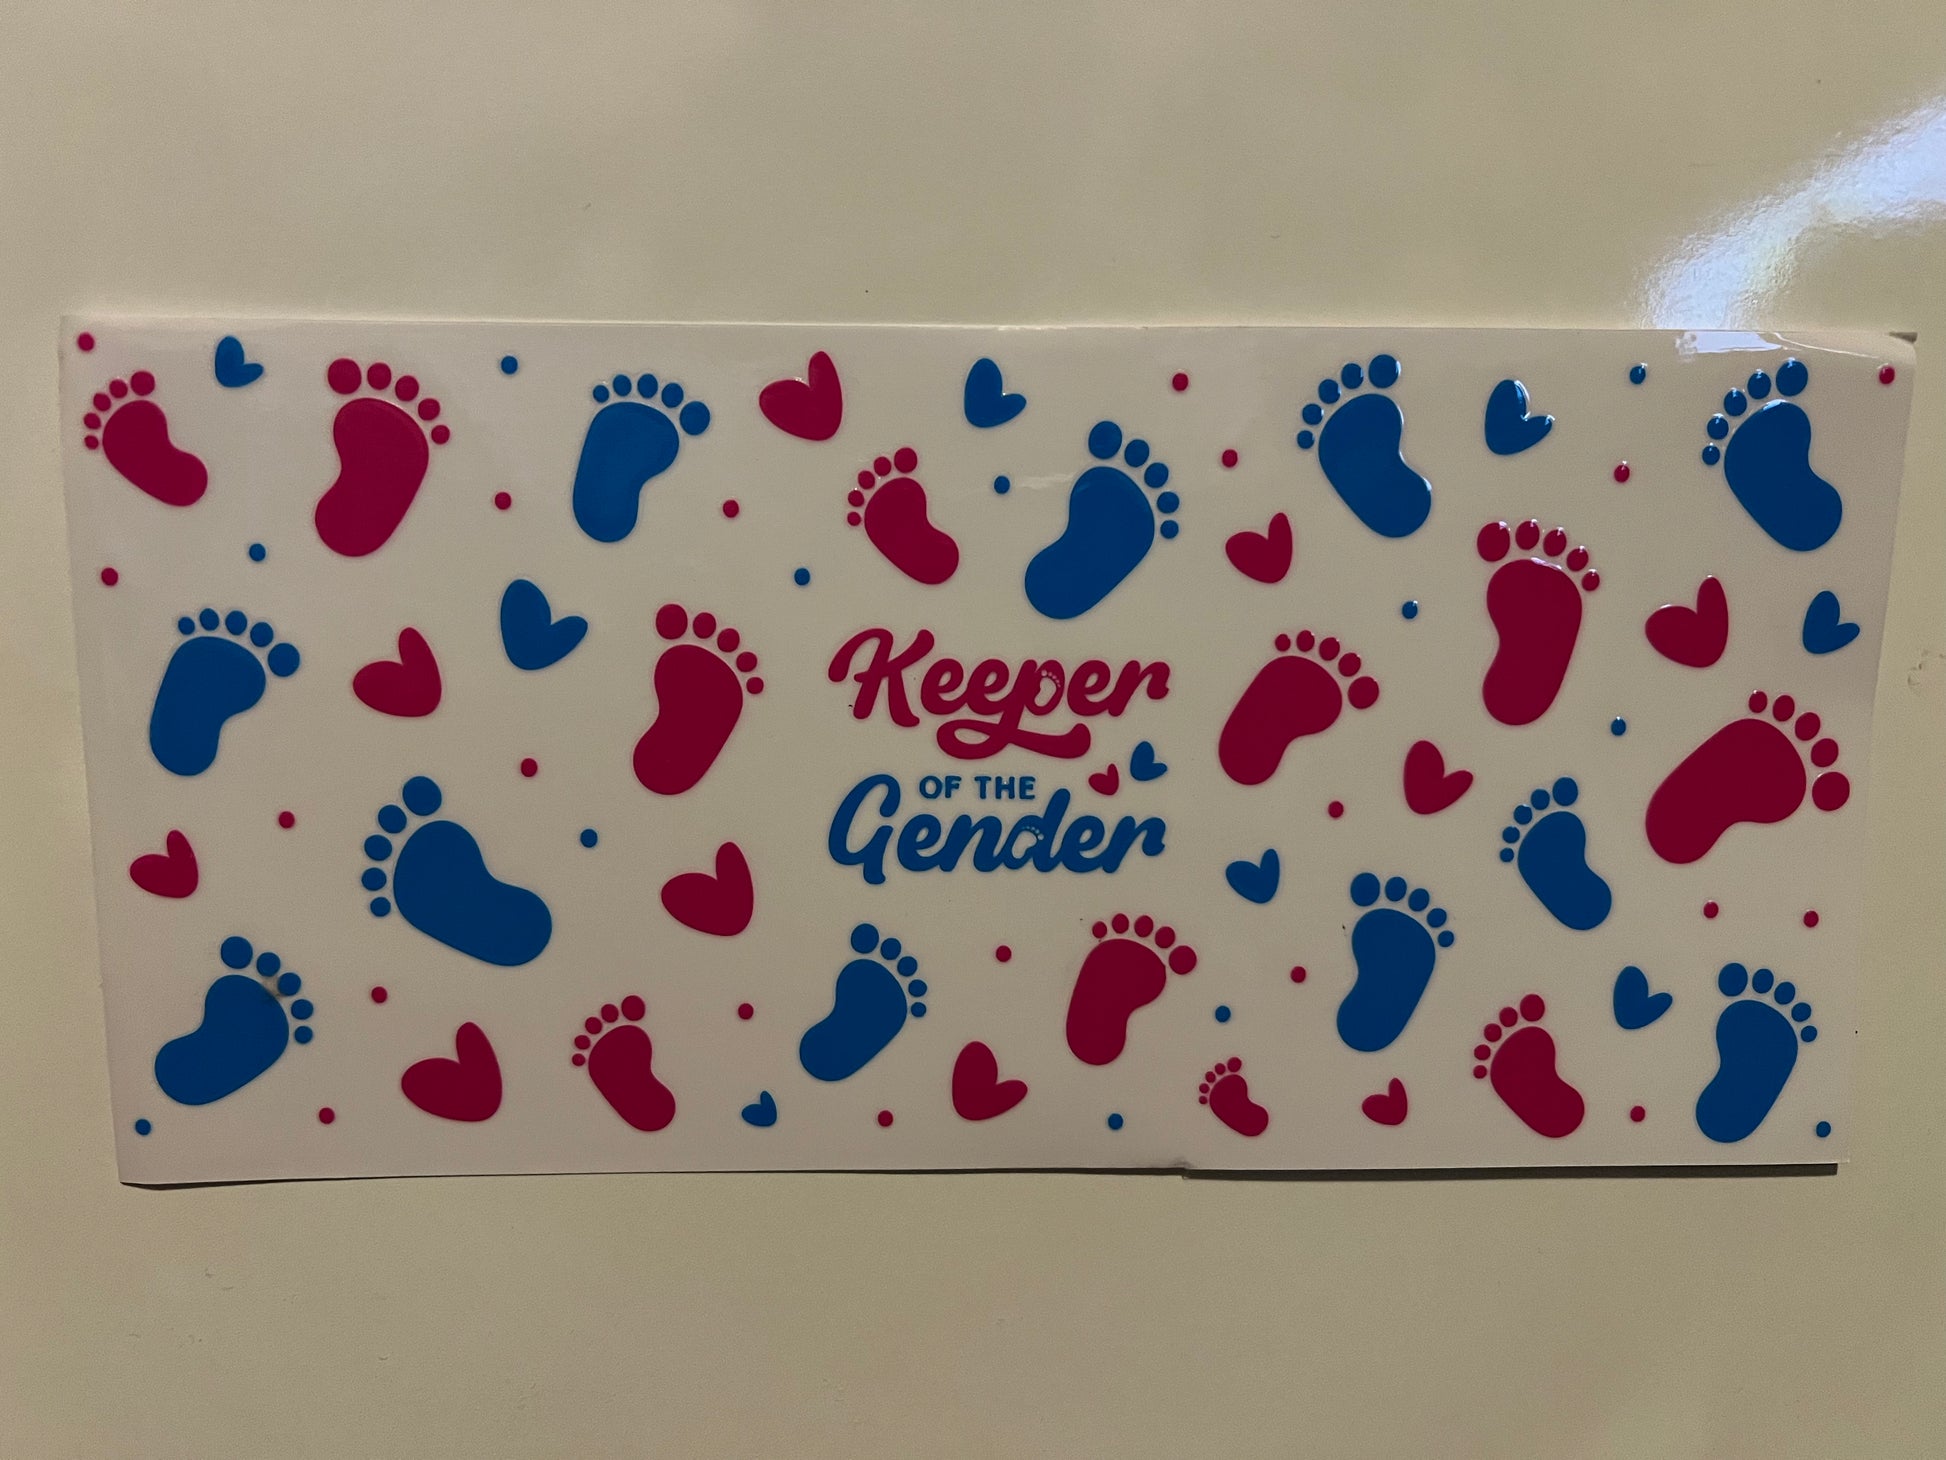 Keeper
OF THE
Gender